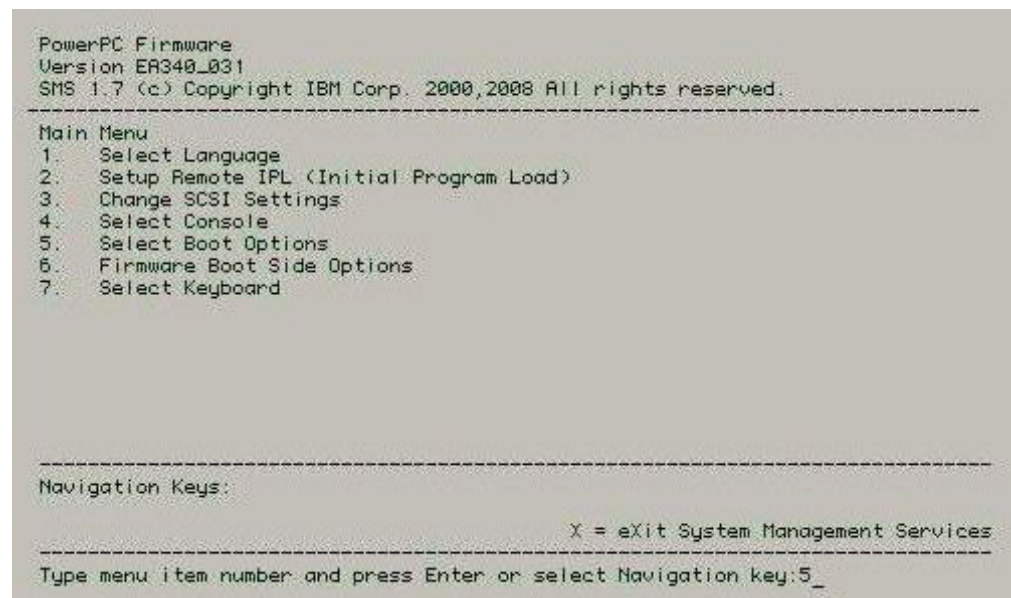 PowerPC Firmware
Version EA340_031
SMS 1.7 (c) Copyright IBM Corp. 2000,2008 All rights reserved.
Main Menu
1. Select Language
2. Setup Remote IPL (Initial Program Load)
3. Change SCSI Settings
4. Select Console
5. Select Boot Options
6. Firmware Boot Side Options
7. Select Keyboard
Navigation Keys:
X = eXit System Management Services
Type menu item number and press Enter or select Navigation key:5_